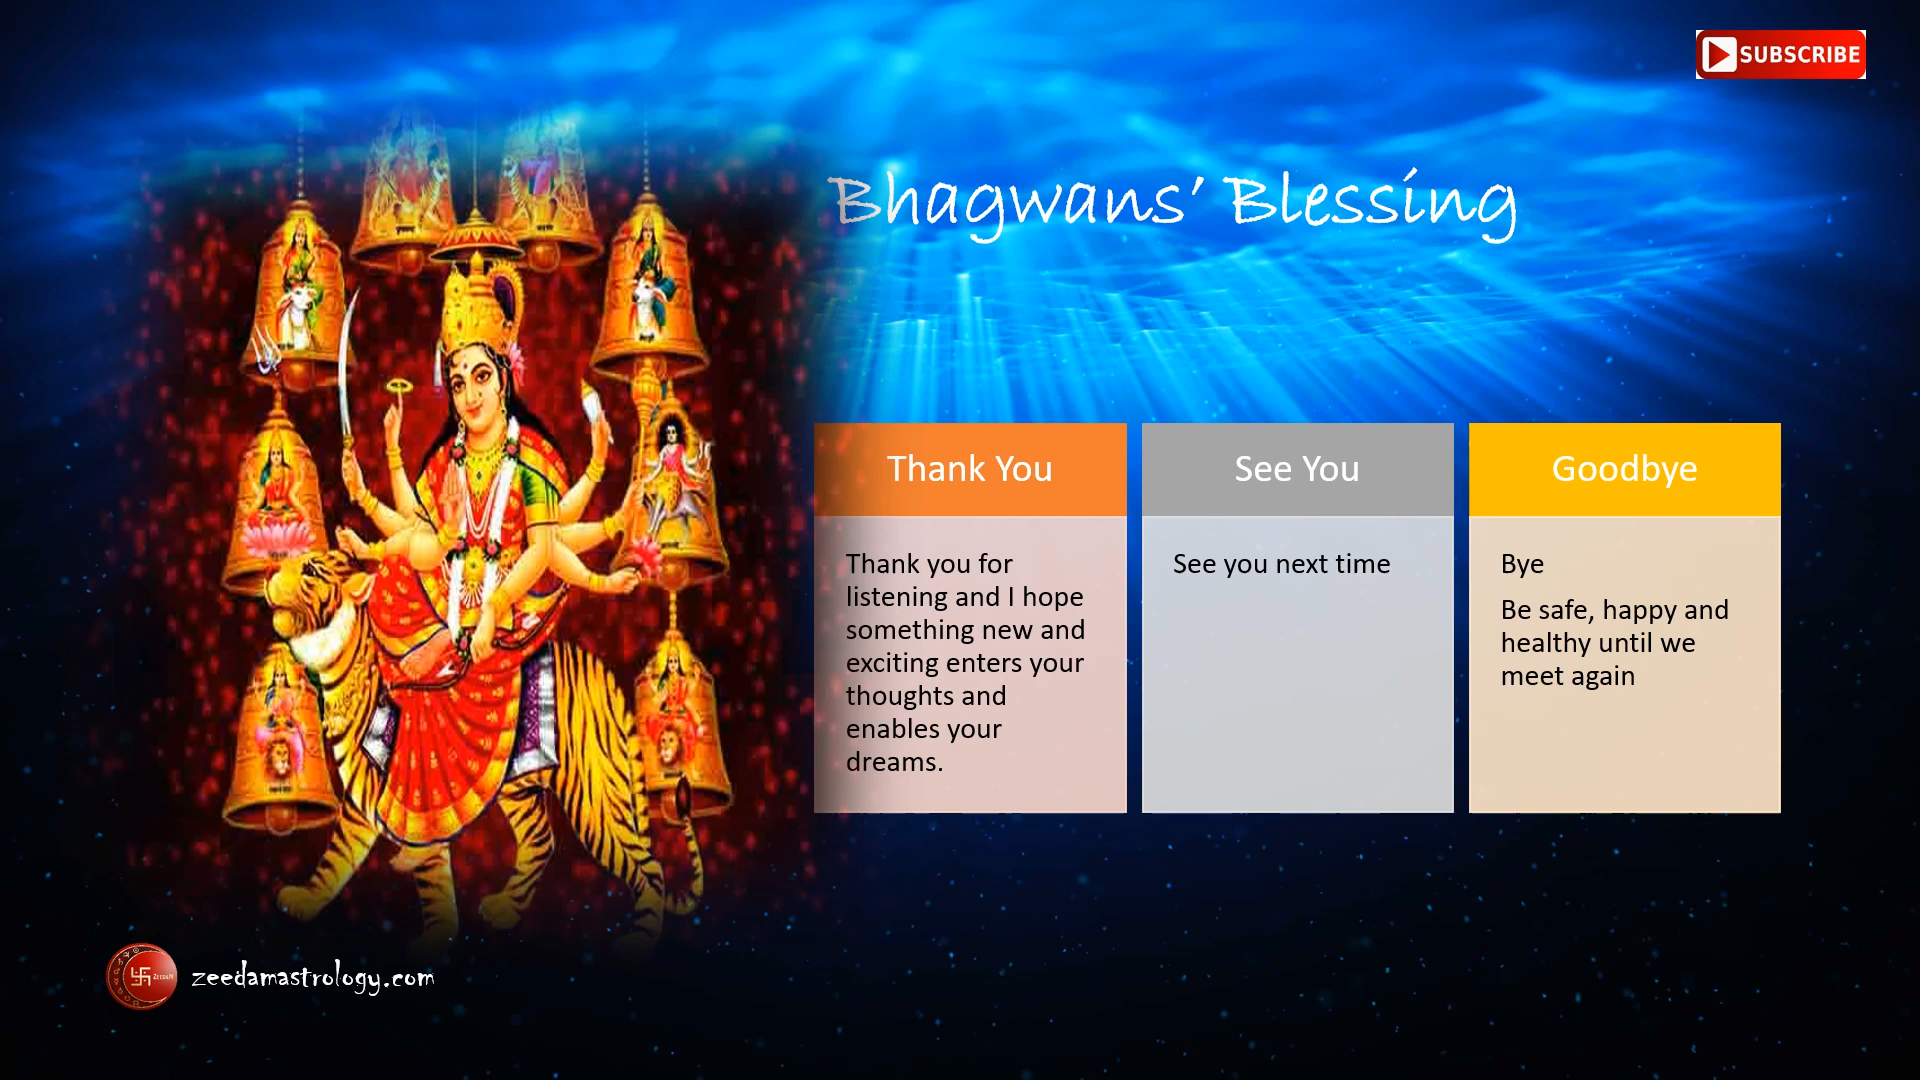 SUBSCRIBE
Bhagwans’ Blessing
Thank You
Thank you for
listening and I hope
something new and
exciting enters your
thoughts and
enables your
dreams.
See You
See you next time
Goodbye
Bye
Be safe, happy and
healthy until we
meet again
zeedamastrology.com